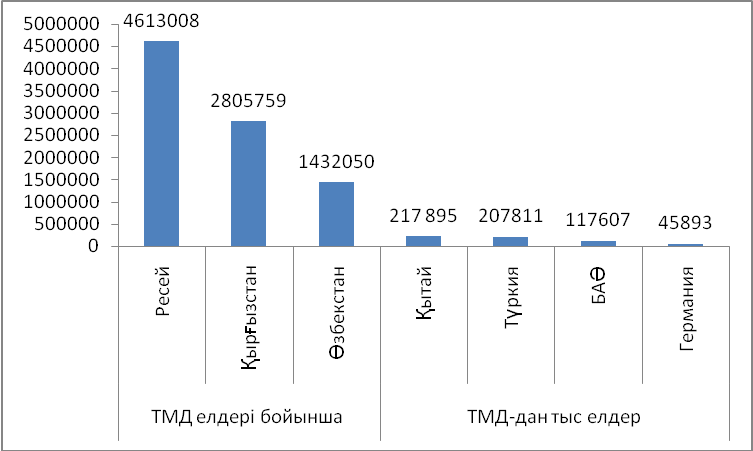 5000000
4500000
4000000
3500000
3000000
2500000
2000000
1500000
1000000
500000
0
4613008
2805759
1432050
217 895
207811
117607
45893
Ресей
Қырғызстан
Өзбекстан
Қытай
Түркия
БАӘ
Германия
ТМД елдері бойынша
ТМД-дан тыс елдер